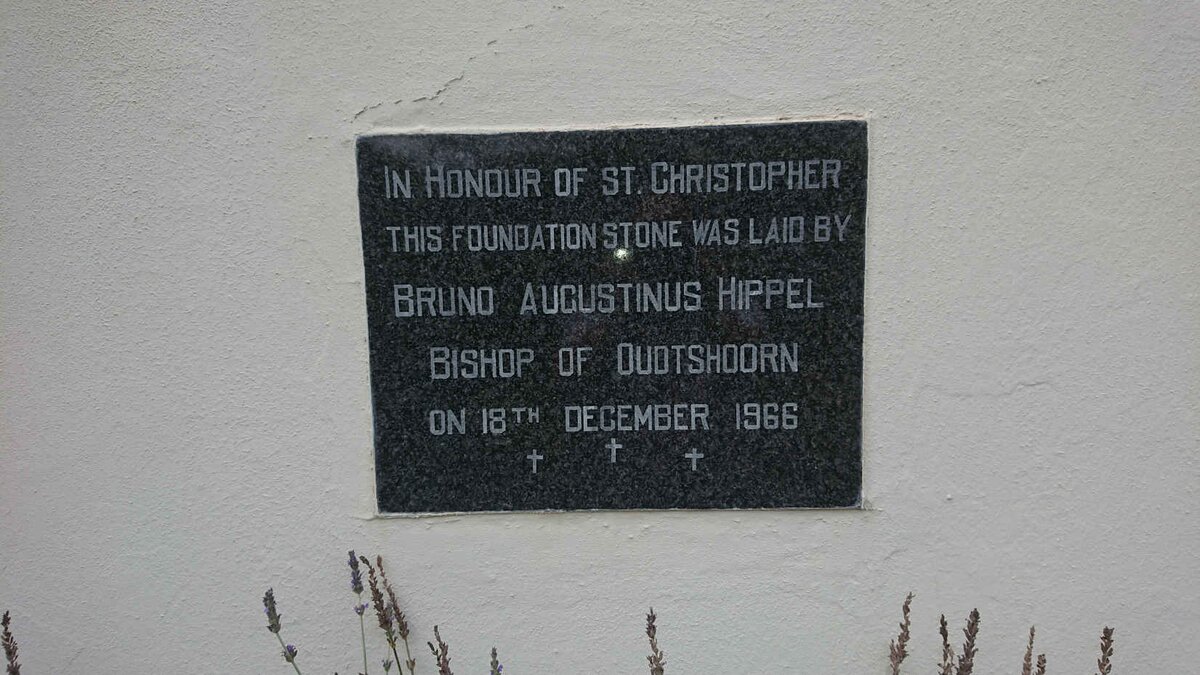 IN HONOUR OF ST. CHRISTOPHER
THIS FOUNDATION STONE WAS LAID BY
BRUNO AUGUSTINUS HIPPEL
BISHOP OF OUDTSHOORN
ON 18TH DECEMBER 1966